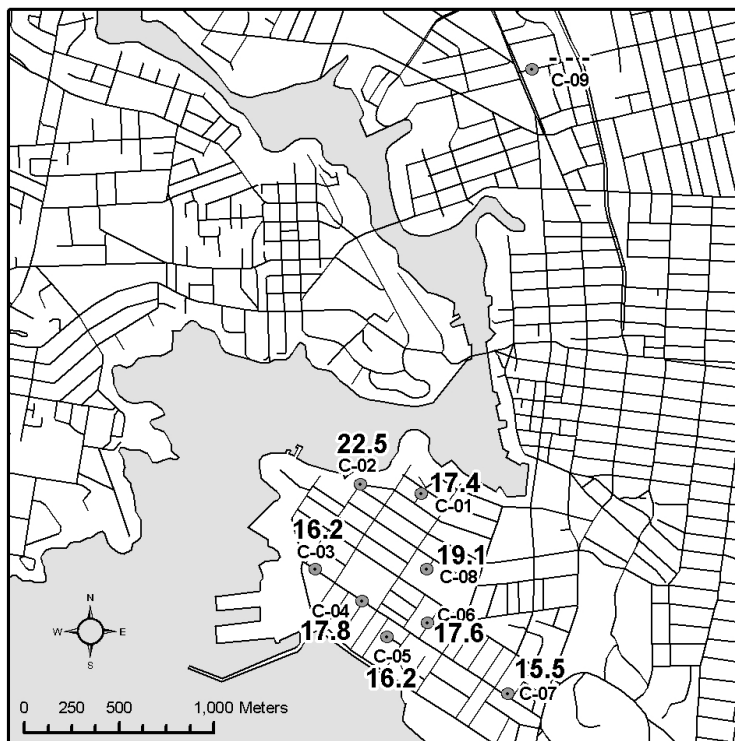 - - - -
C-09
22.5
C-02
17.4
C-01
16.2
C-03
19.1
C-08
C-04
17.8
C-06
17.6
C-05
16.2
15.5
C-07
N
W E
S
0 250 500 1,000 Meters